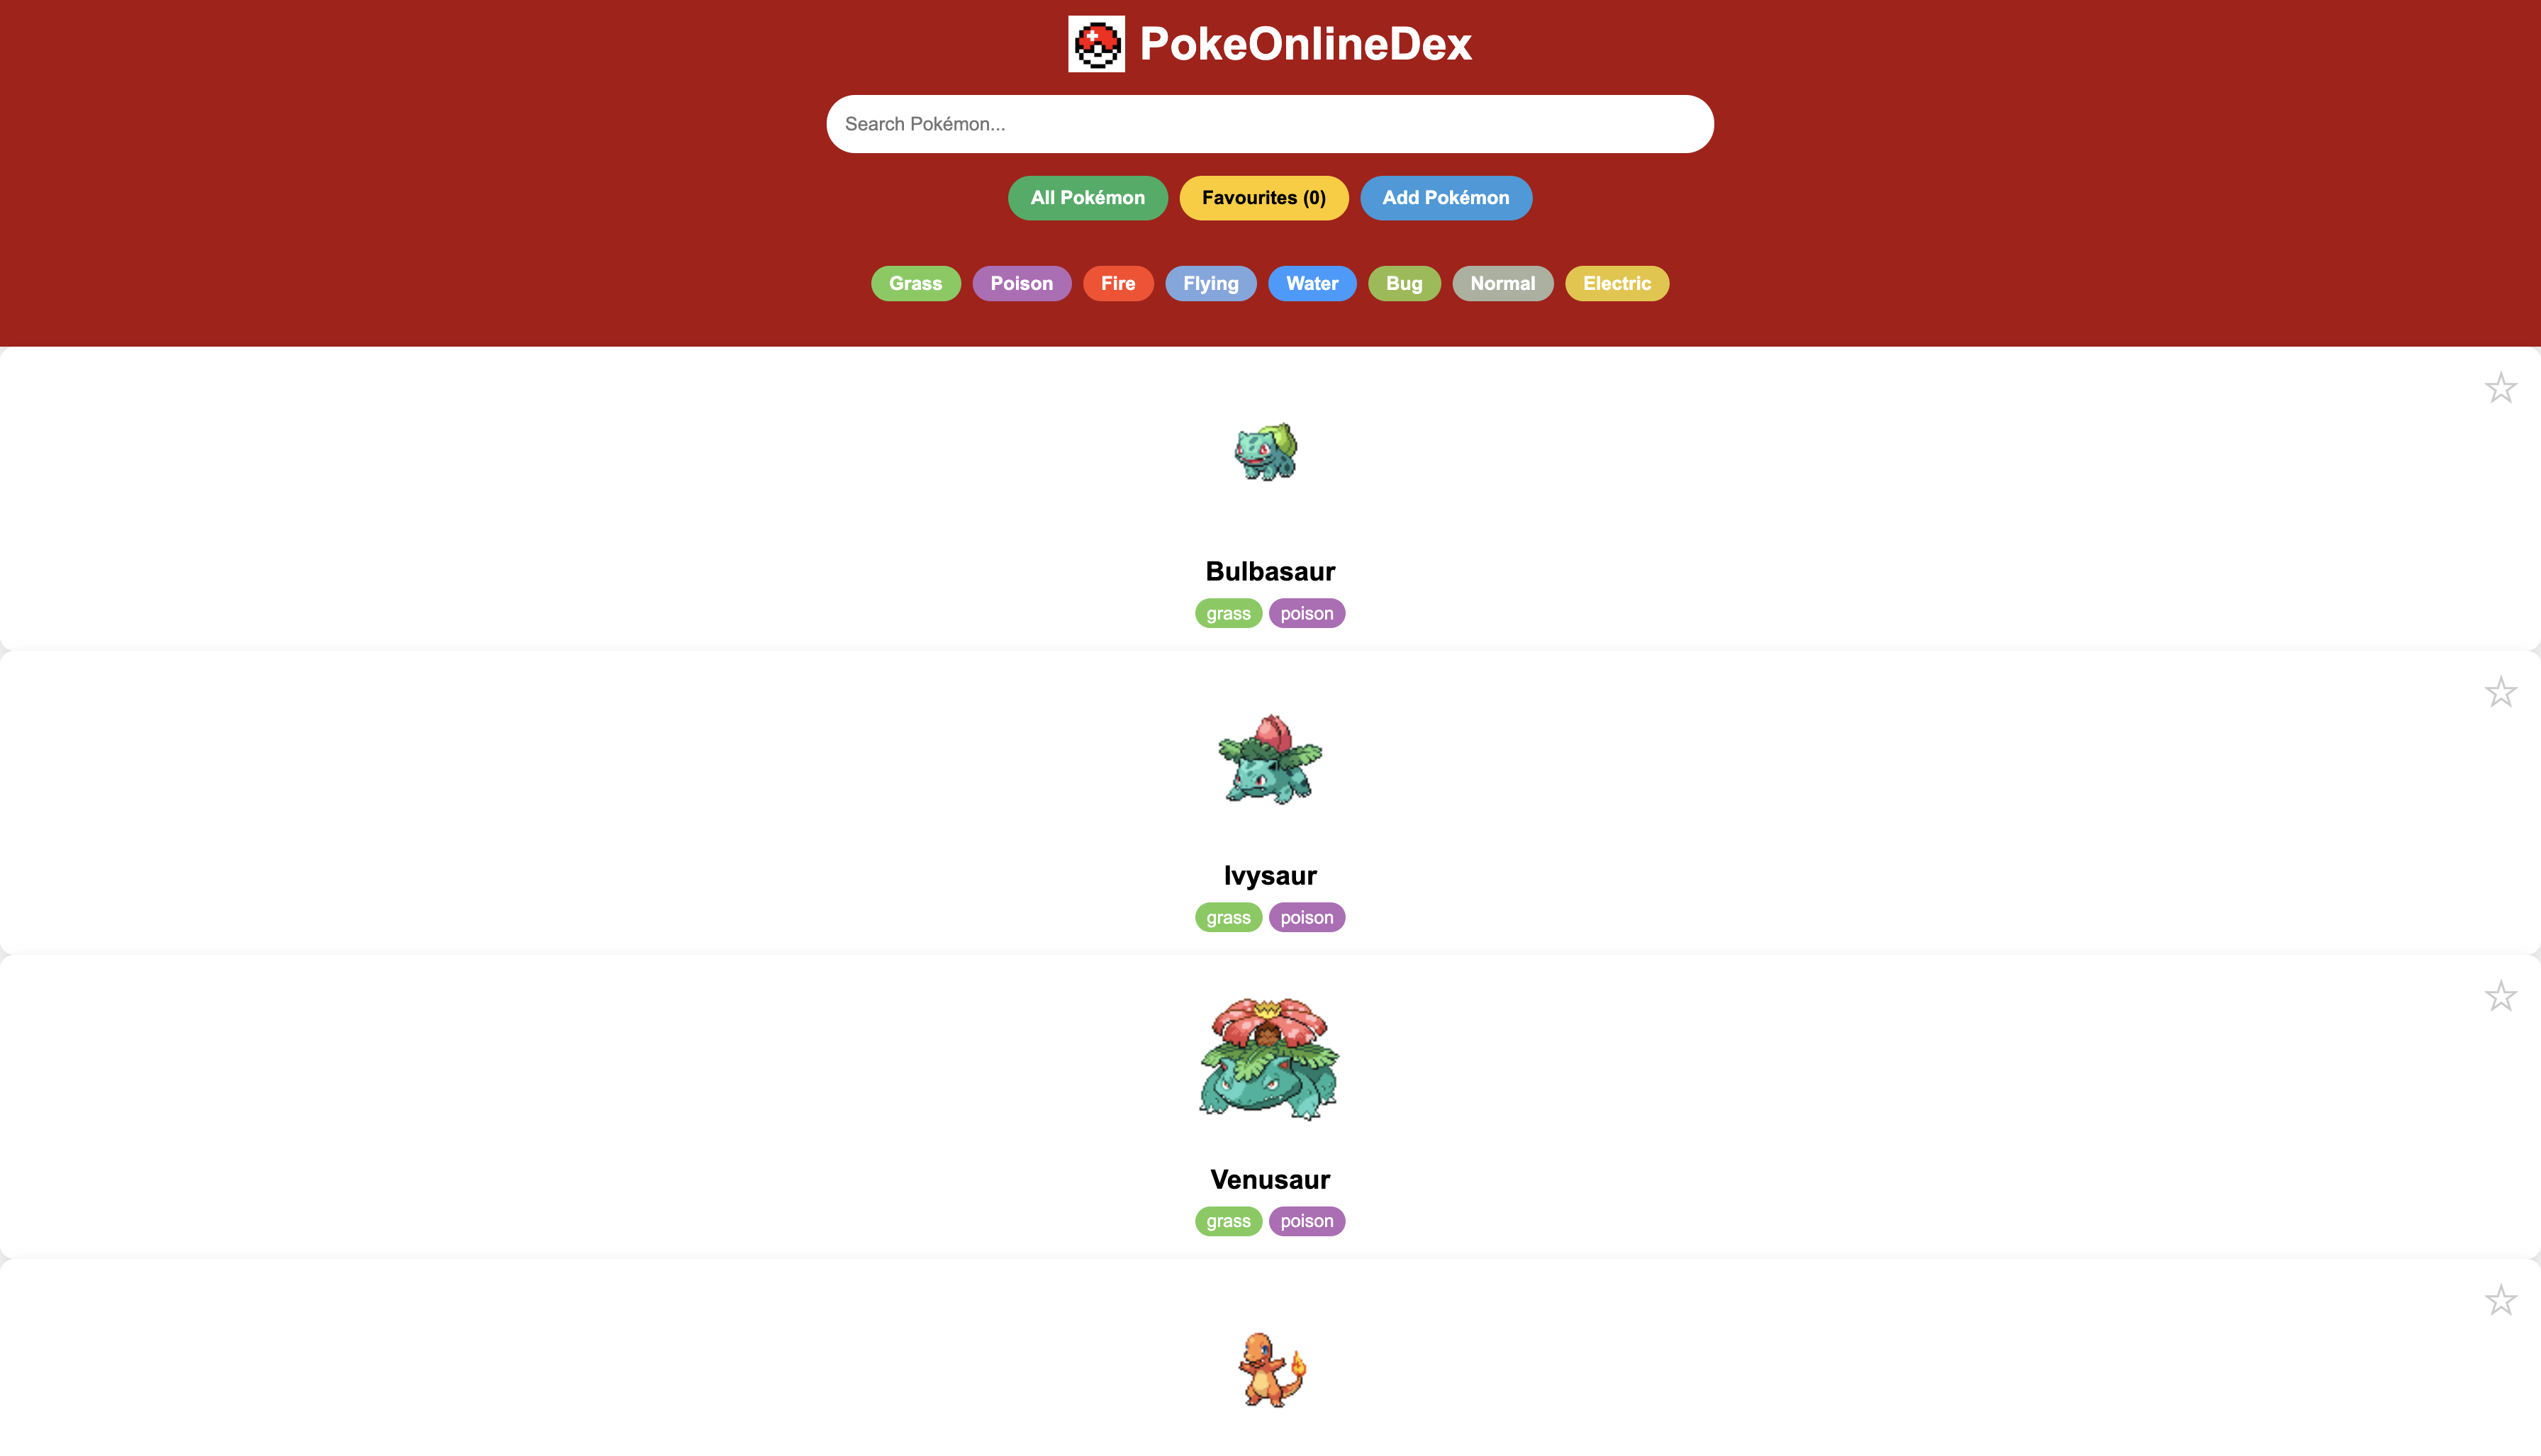 PokeOnlineDex
Search Pokémon...
All Pokémon Favourites (0) Add Pokémon
Grass Poison Fire Flying Water Bug Normal Electric
Bulbasaur
grass poison
Ivysaur
grass poison
Venusaur
grass poison